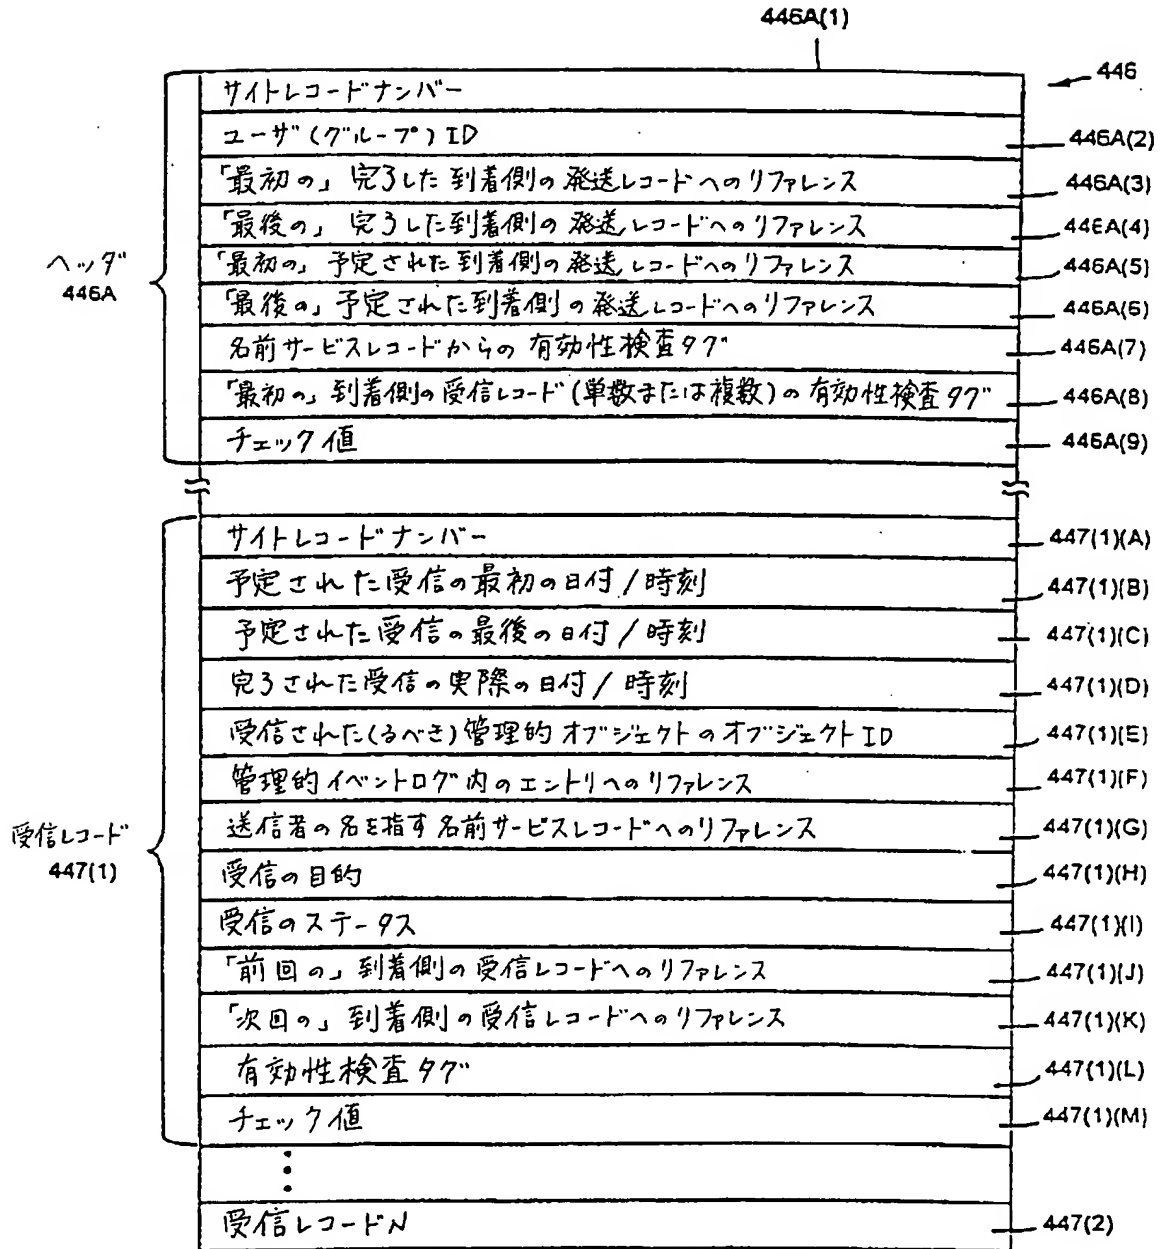 446A(1)
446
サイトレコードナンバー
ユーザ(グループ)ID 446A(2)
「最初の」完了した到着側の発送レコードへのリファレンス 446A(3)
「最後の」完了した到着側の発送レコードへのリファレンス 446A(4)
「最初の」予定された到着側の発送レコードへのリファレンス 446A(5)
ヘッダ
446A
「最後の」予定された到着側の発送レコードへのリファレンス 446A(6)
名前サービスレコードからの有効性検査タグ 446A(7)
「最初の」到着側の受信レコード(単数または複数)の有効性検査タグ 446A(8)
チェック値 446A(9)
サイトレコードナンバー 447(1)(A)
予定された受信の最初の日付/時刻 447(1)(B)
予定された受信の最後の日付/時刻 447(1)(C)
完了された受信の実際の日付/時刻 447(1)(D)
受信された(るべき)管理的オブジェクトのオブジェクトID 447(1)(E)
管理的イベントログ内のエントリへのリファレンス 447(1)(F)
送信者の名を指す名前サービスレコードへのリファレンス 447(1)(G)
受信レコード
447(1)
受信の目的 447(1)(H)
受信のステータス 447(1)(I)
「前回の」到着側の受信レコードへのリファレンス 447(1)(J)
「次回の」到着側の受信レコードへのリファレンス 447(1)(K)
有効性検査タグ 447(1)(L)
チェック値 447(1)(M)
受信レコードN 447(2)